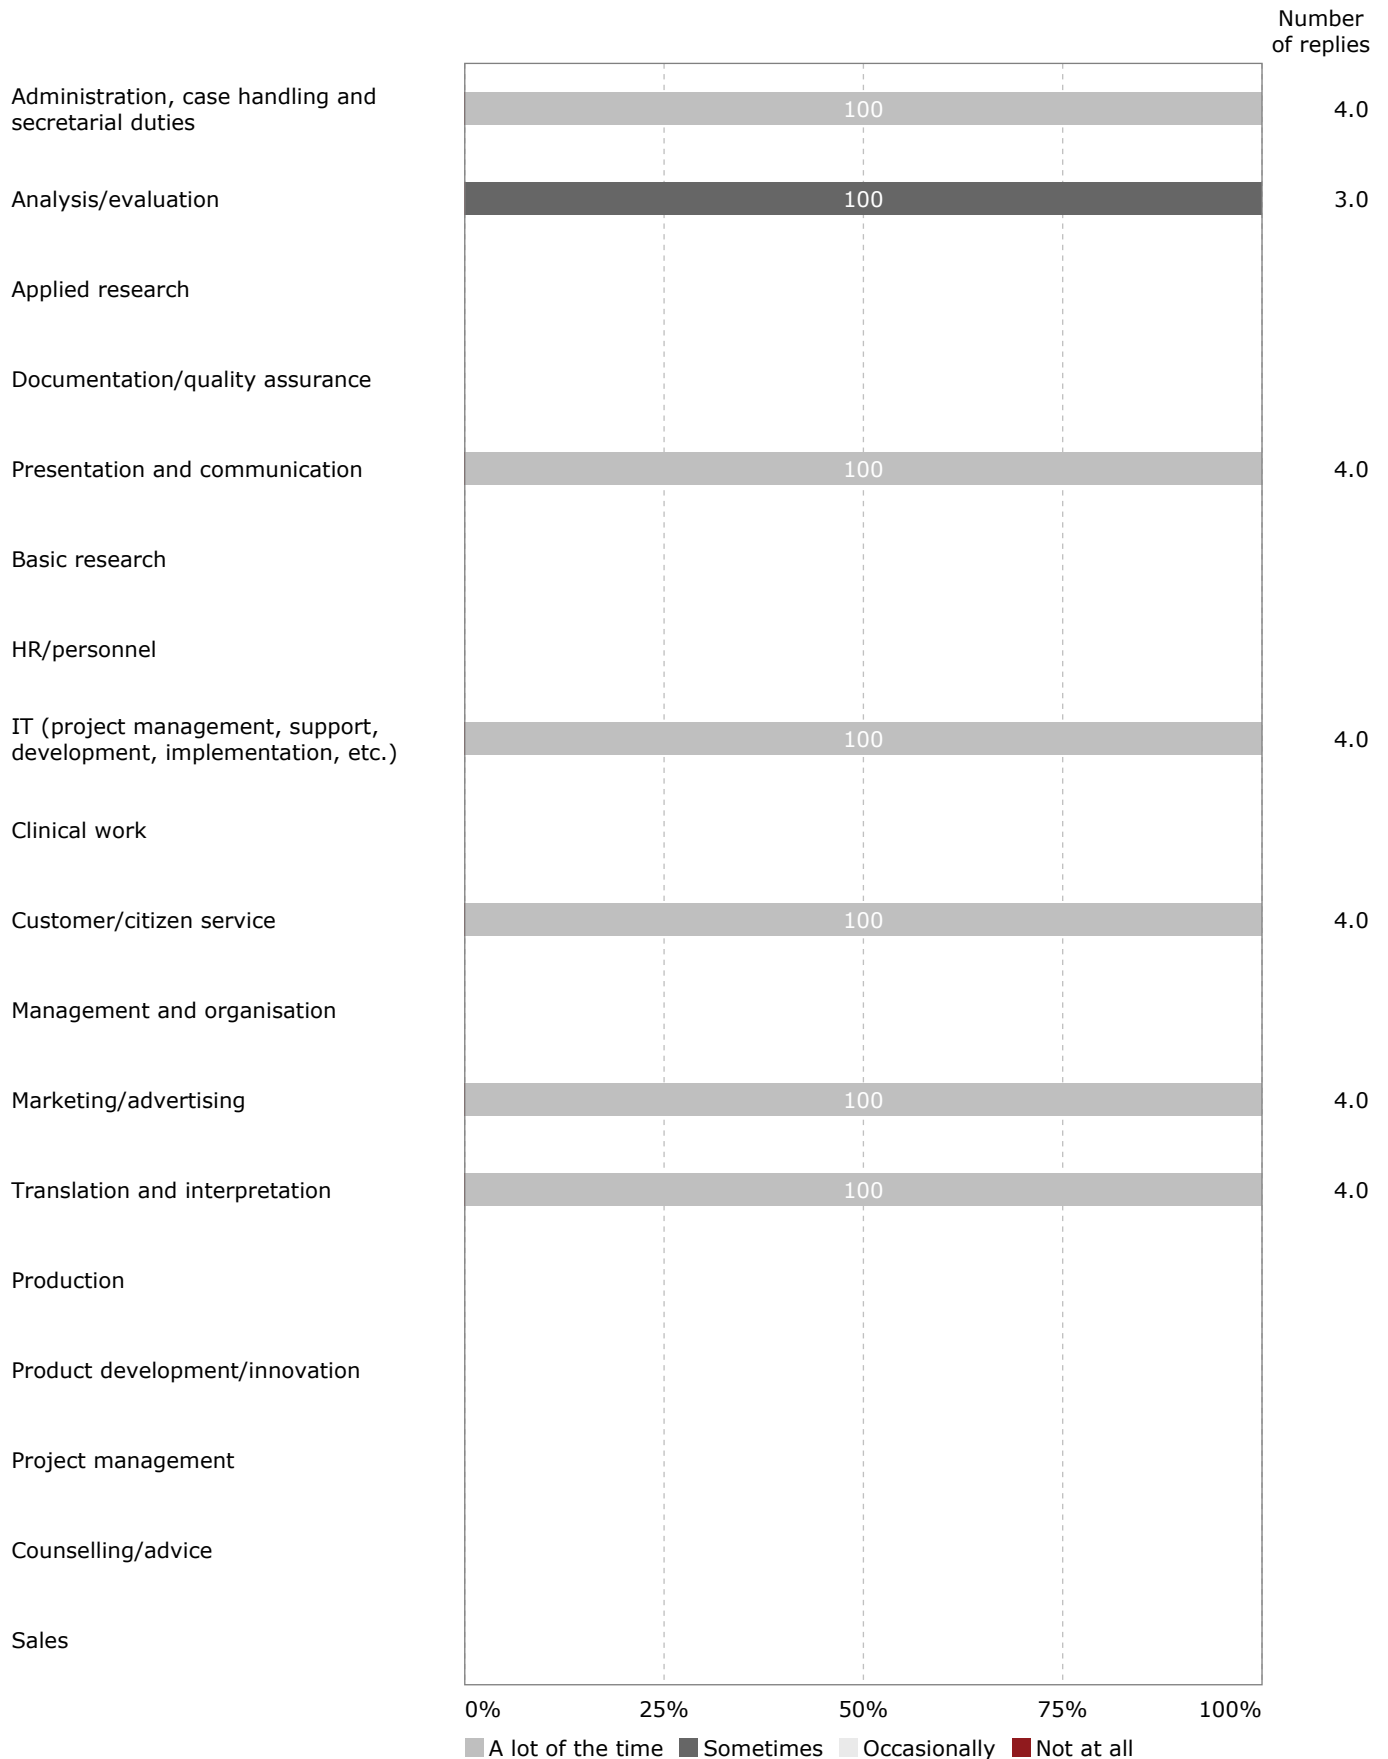 Number
of replies
Administration, case handling and
secretarial duties
100
4.0
Analysis/evaluation
100
3.0
Applied research
Documentation/quality assurance
Presentation and communication
100
4.0
Basic research
HR/personnel
IT (project management, support,
development, implementation, etc.)
100
4.0
Clinical work
Customer/citizen service
100
4.0
Management and organisation
Marketing/advertising
100
4.0
Translation and interpretation
100
4.0
Production
Product development/innovation
Project management
Counselling/advice
Sales
0% 25% 50% 75% 100%
A lot of the time Sometimes Occasionally Not at all